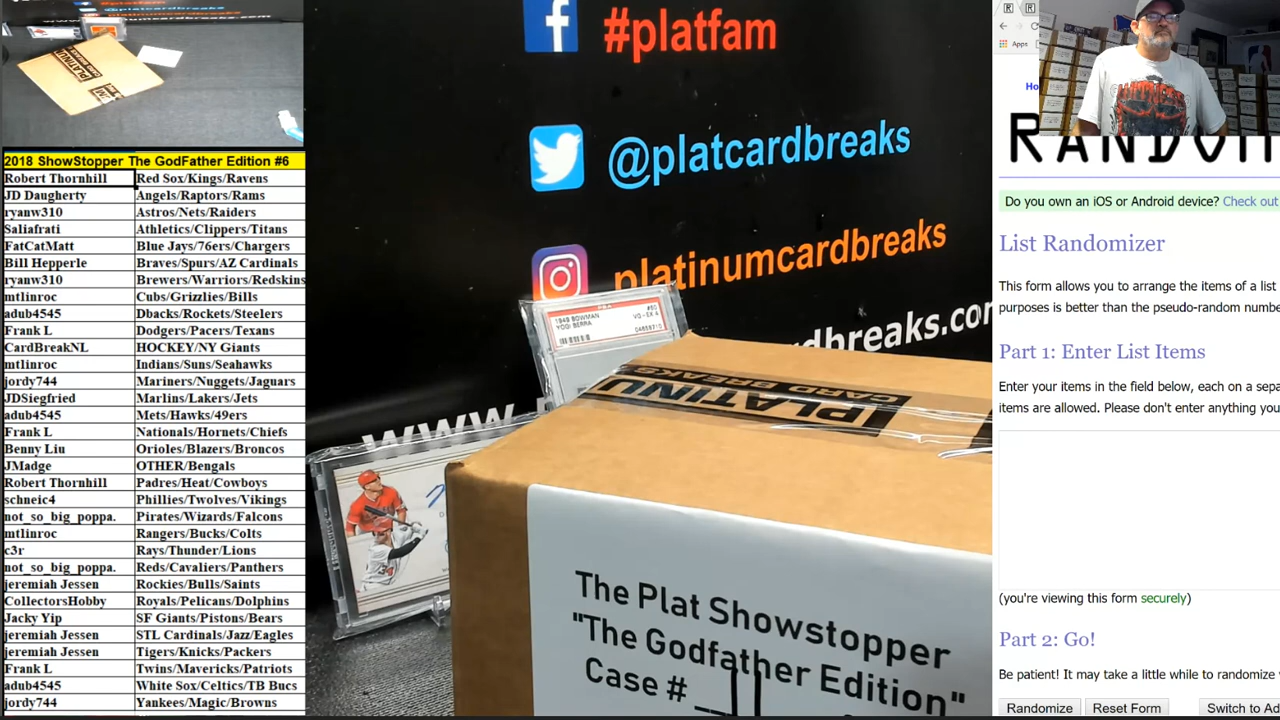 2018 ShowStopper The GodFather Edition #6
Robert Thornhill Red Sox/Kings/Ravens
JD Daugherty Angels/Raptors/Rams
ryanw310 Astros/Nets/Raiders
Saliafrati Athletics/Clippers/Titans
FatCatMatt Blue Jays/76ers/Chargers
Bill Hepperle Braves/Spurs/AZ Cardinals
ryanw310 Brewers/Warriors/Redskins
mtlinroc Cubs/Grizzlies/Bills
adub4545 Dbacks/Rockets/Steelers
Frank L Dodgers/Pacers/Texans
CardBreakNL HOCKEY/NY Giants
mtlinroc Indians/Suns/Seahawks
jordy744 Mariners/Nuggets/Jaguars
JDSiegfried Marlins/Lakers/Jets
adub4545 Mets/Hawks/49ers
Frank L Nationals/Hornets/Chiefs
Benny Liu Orioles/Blazers/Broncos
JMadge OTHER/Bengals
Robert Thornhill Padres/Heat/Cowboys
schneic4 Phillies/Twolves/Vikings
not_so_big_poppa. Pirates/Wizards/Falcons
mtlinroc Rangers/Bucks/Colts
c3r Rays/Thunder/Lions
not_so_big_poppa. Reds/Cavaliers/Panthers
jeremiah Jessen Rockies/Bulls/Saints
CollectorsHobby Royals/Pelicans/Dolphins
Jacky Yip SF Giants/Pistons/Bears
jeremiah Jessen STL Cardinals/Jazz/Eagles
jeremiah Jessen Tigers/Knicks/Packers
Frank L Twins/Mavericks/Patriots
adub4545 White Sox/Celtics/TB Bucs
jordy744 Yankees/Magic/Browns
#platfam
@platcardbreaks
platinumcardbreaks
www.
cardbreaks.com
1949 BOWMAN #60
YOGI BERRA VG-EX 4
PLATINU
CARD BREAKS
The Plat Showstopper
"The Godfather Edition"
Case #
Apps
Ho
RANDOM
Do you own an iOS or Android device? Check out
List Randomizer
This form allows you to arrange the items of a list
purposes is better than the pseudo-random numbe
Part 1: Enter List Items
Enter your items in the field below, each on a sepa
items are allowed. Please don't enter anything you
(you're viewing this form securely)
Part 2: Go!
Be patient! It may take a little while to randomize
Randomize Reset Form Switch to Ad